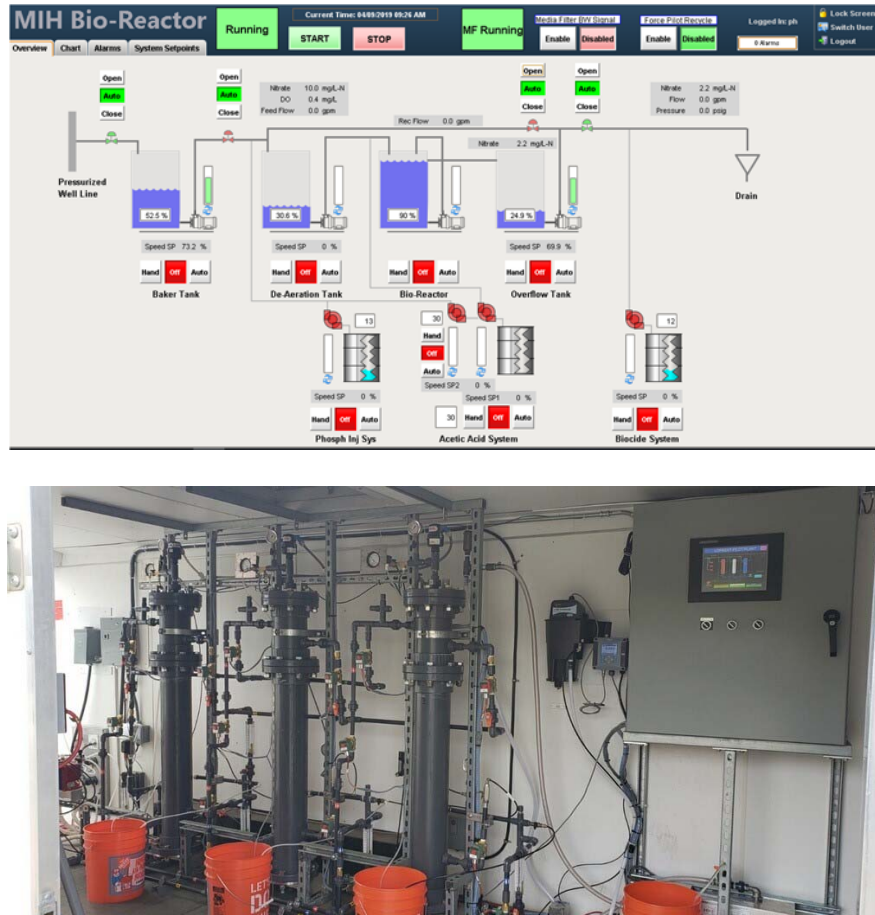 MIH Bio-Reactor
Running
Current Time: 04/09/2019 09:26 AM
START
STOP
MF Running
Media Filter BW Signal
Enable
Disabled
Force Pilot Recycle
Enable
Disabled
Logged In: ph
0 Alarms
Lock Screen
Switch User
Logout
Overview
Chart
Alarms
System Setpoints
Open
Auto
Close
Open
Auto
Close
Nitrate 10.0 mg/L-N
DO 0.4 mg/L
Feed Flow 0.0 gpm
Rec Flow 0.0 gpm
Open
Auto
Close
Open
Auto
Close
Nitrate 2.2 mg/L-N
Flow 0.0 gpm
Pressure 0.0 psig
Nitrate 2.2 mg/L-N
Pressurized
Well Line
Drain
52.5 %
30.6 %
90 %
24.9 %
Speed SP 73.2 %
Speed SP 0 %
Speed SP 69.9 %
Hand Off Auto
Hand Off Auto
Hand Off Auto
Hand Off Auto
Baker Tank
De-Aeration Tank
Bio-Reactor
Overflow Tank
13
30
Hand
Off
Auto
12
Speed SP2 0 %
Speed SP 0 %
Speed SP1 0 %
Speed SP 0 %
Hand Off Auto
30 Hand Off Auto
Hand Off Auto
Phosph Inj Sys
Acetic Acid System
Biocide System
LET'S